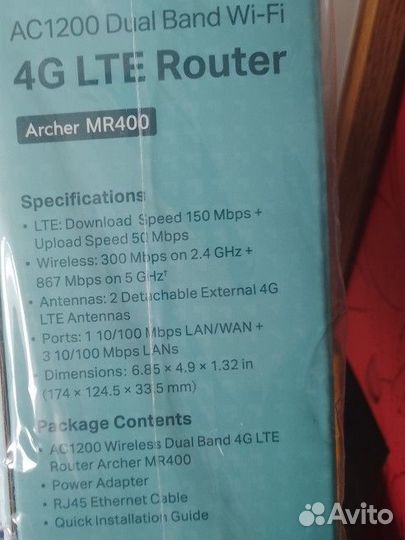 AC1200 Dual Band Wi-Fi
4G LTE Router
Archer MR400
Specifications
• LTE: Download Speed 150 Mbps +
Upload Speed 50 Mbps
• Wireless: 300 Mbps on 2.4 GHz +
867 Mbps on 5 GHz†
• Antennas: 2 Detachable External 4G
LTE Antennas
• Ports: 1 10/100 Mbps LAN/WAN +
3 10/100 Mbps LANs
• Dimensions: 6.85 × 4.9 × 1.32 in
(174 × 124.5 × 33.5 mm)
Package Contents
• AC1200 Wireless Dual Band 4G LTE
Router Archer MR400
• Power Adapter
• RJ45 Ethernet Cable
• Quick Installation Guide
Avito